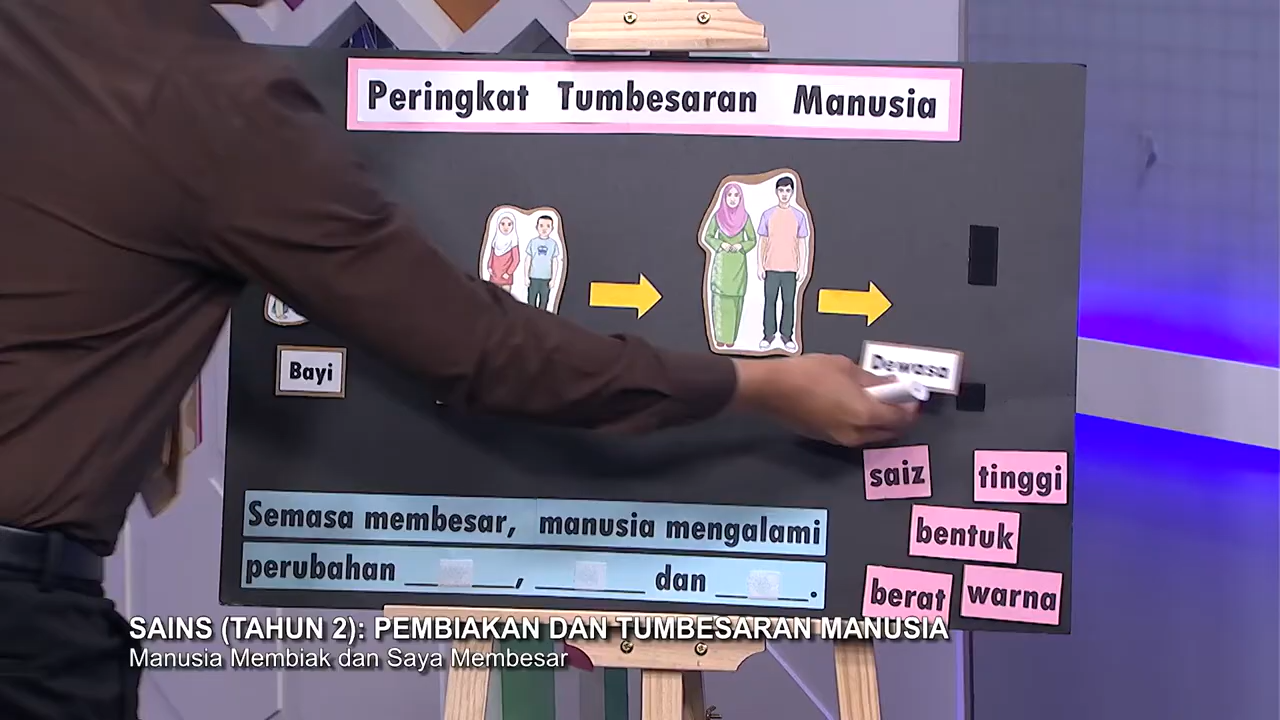 Peringkat Tumbesaran Manusia
Bayi
Dewasa
saiz
tinggi
bentuk
berat
warna
Semasa membesar, manusia mengalami
perubahan ______, ______ dan ______.
SAINS (TAHUN 2): PEMBIAKAN DAN TUMBESARAN MANUSIA
Manusia Membiak dan Saya Membesar